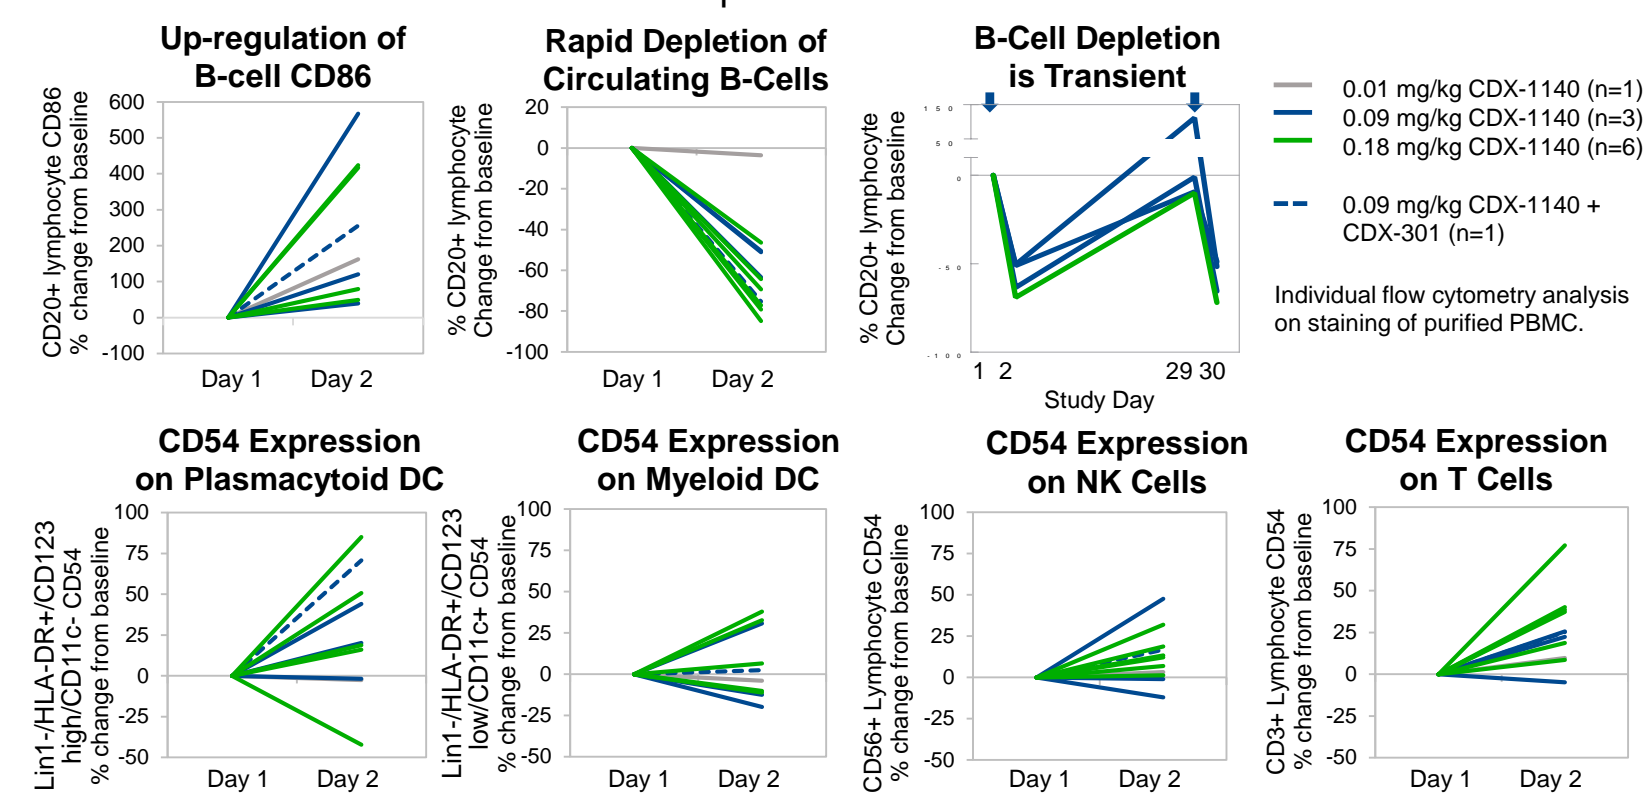 Up-regulation of
B-cell CD86
CD20+ lymphocyte CD86
% change from baseline
600
500
400
300
200
100
0
-100
Day 1 Day 2
Rapid Depletion of
Circulating B-Cells
% CD20+ lymphocyte
Change from baseline
20
0
-20
-40
-60
-80
-100
Day 1 Day 2
B-Cell Depletion
is Transient
% CD20+ lymphocyte
Change from baseline
150
50
0
-50
-100
1 2 29 30
Study Day
0.01 mg/kg CDX-1140 (n=1)
0.09 mg/kg CDX-1140 (n=3)
0.18 mg/kg CDX-1140 (n=6)
0.09 mg/kg CDX-1140 +
CDX-301 (n=1)
Individual flow cytometry analysis
on staining of purified PBMC.
CD54 Expression
on Plasmacytoid DC
Lin1-/HLA-DR+/CD123
high/CD11c- CD54
% change from baseline
100
75
50
25
0
-25
-50
Day 1 Day 2
CD54 Expression
on Myeloid DC
Lin1-/HLA-DR+/CD123
low/CD11c+ CD54
% change from baseline
100
75
50
25
0
-25
-50
Day 1 Day 2
CD54 Expression
on NK Cells
CD56+ Lymphocyte CD54
% change from baseline
100
75
50
25
0
-25
-50
Day 1 Day 2
CD54 Expression
on T Cells
CD3+ Lymphocyte CD54
% change from baseline
100
75
50
25
0
-25
-50
Day 1 Day 2